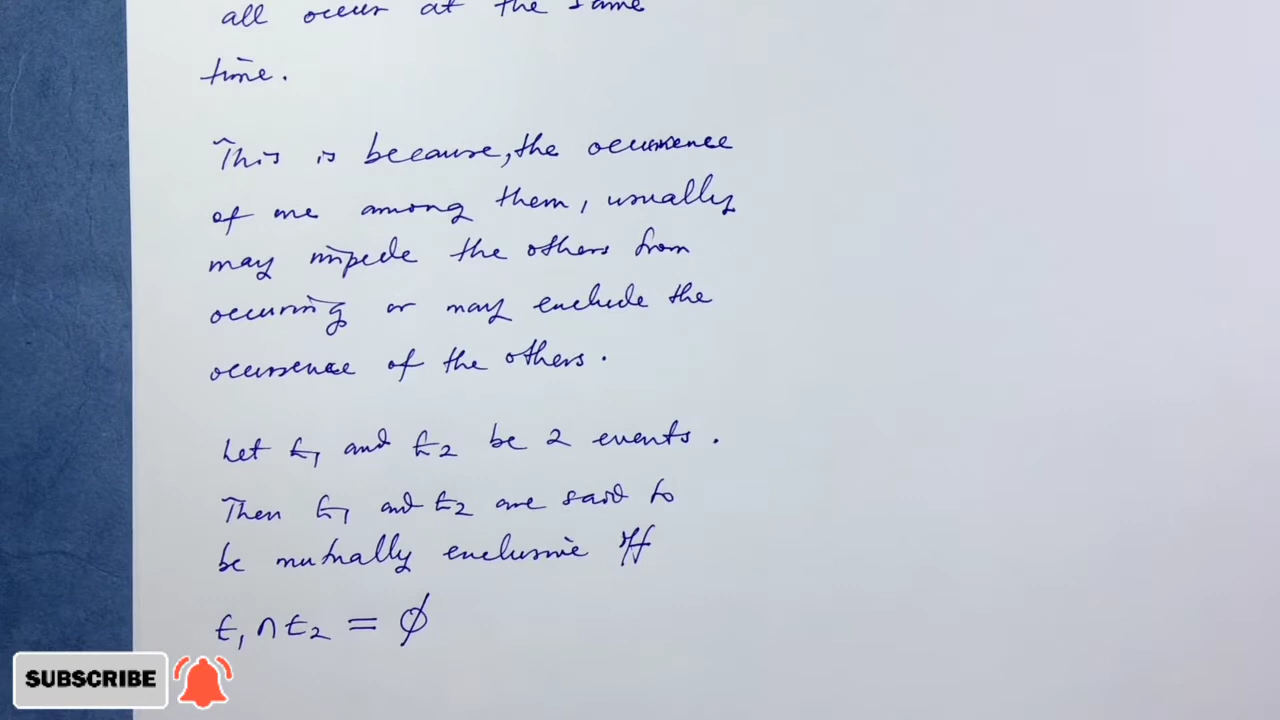 all occur at the same
time.
This is because, the occurrence
of one among them, usually
may impede the others from
occuring or may exclude the
occurrence of the others.
Let E1 and E2 be 2 events.
Then E1 and E2 are said to
be mutually exclusive iff
E1 ∩ E2 = ∅
SUBSCRIBE